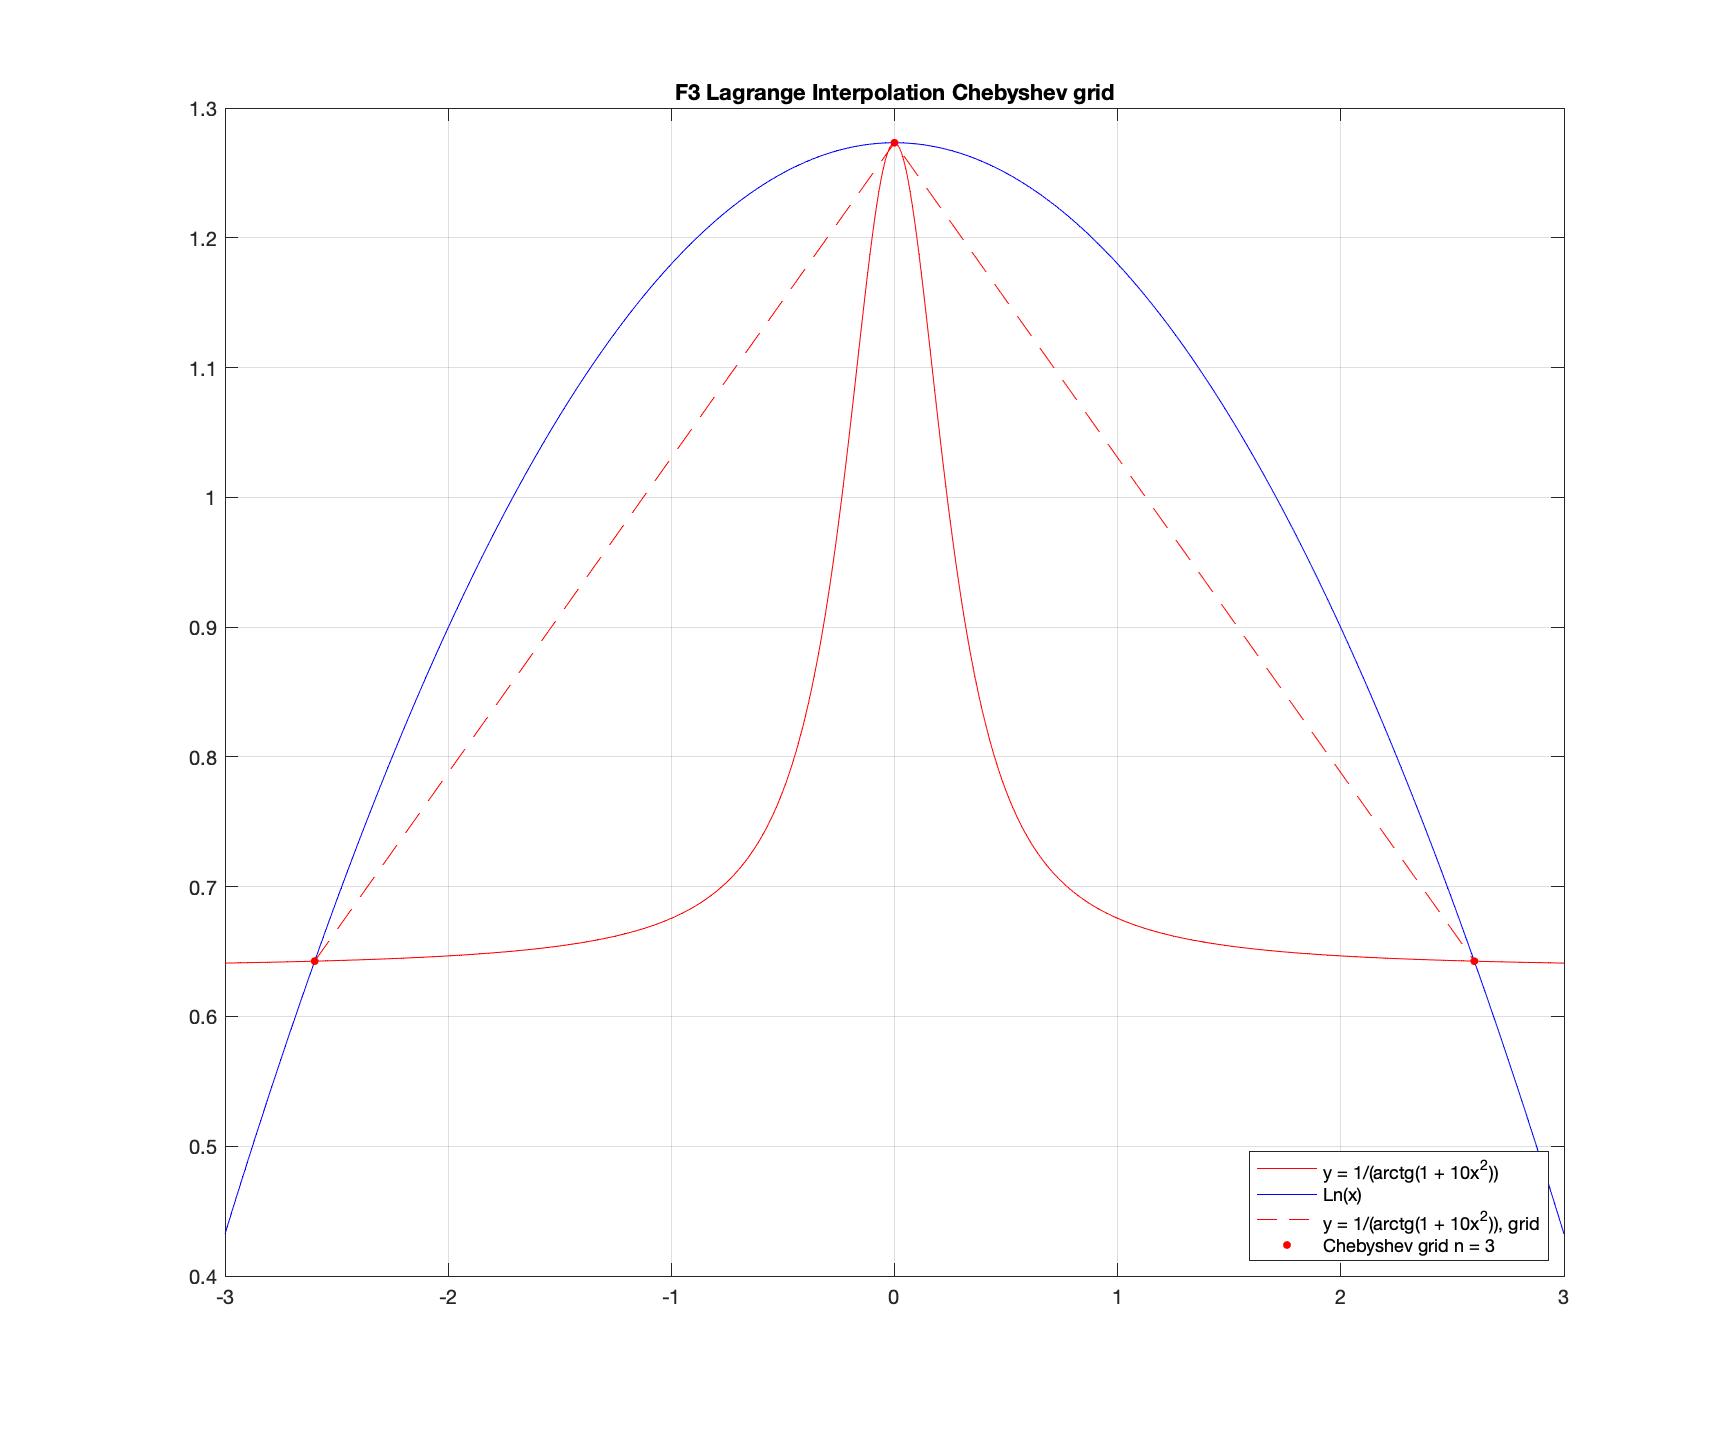 F3 Lagrange Interpolation Chebyshev grid
1.3
1.2
1.1
1
0.9
0.8
0.7
0.6
0.5
0.4
-3 -2 -1 0 1 2 3
y = 1/(arctg(1 + 10x²))
Ln(x)
y = 1/(arctg(1 + 10x²)), grid
Chebyshev grid n = 3